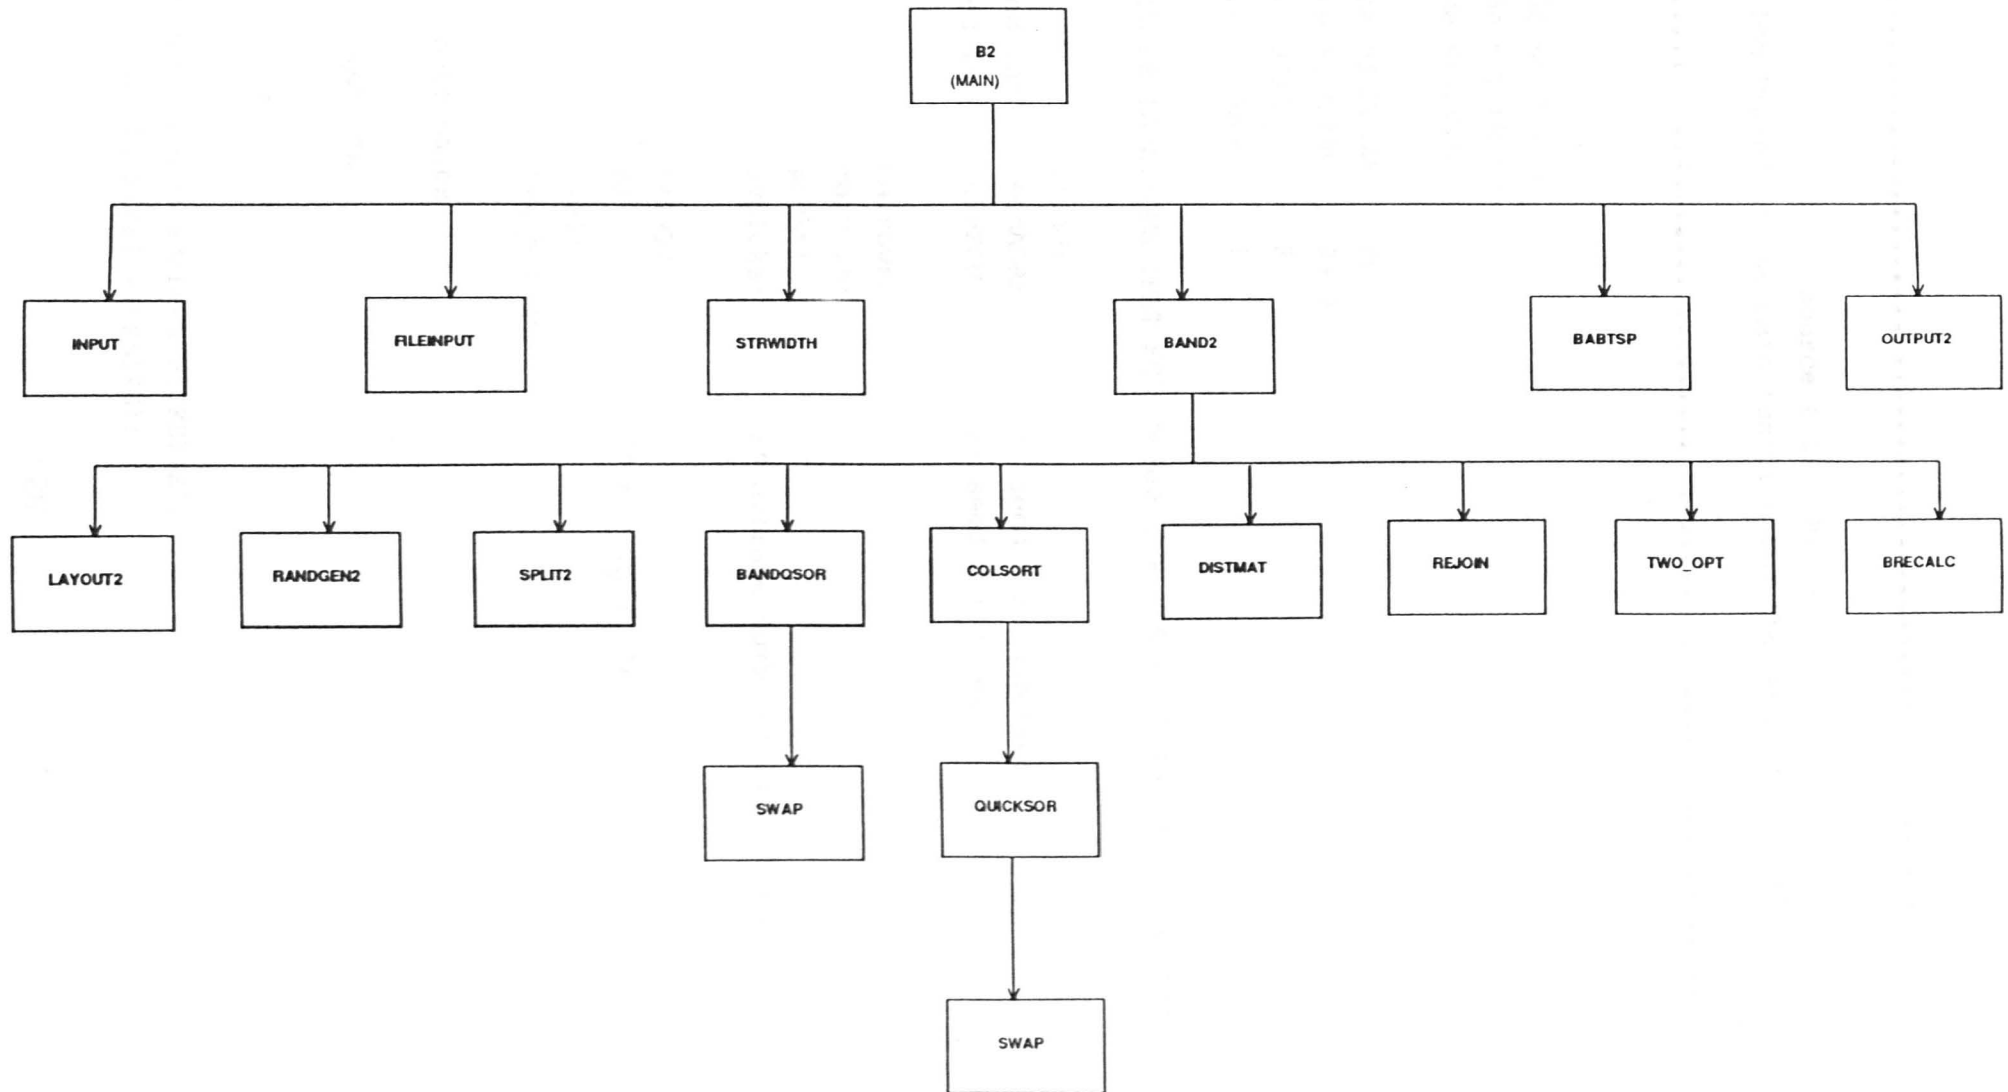 B2
(MAIN)
INPUT
FILEINPUT
STRWIDTH
BAND2
BABTSP
OUTPUT2
LAYOUT2
RANDGEN2
SPLIT2
BANDQSOR
COLSORT
DISTMAT
REJOIN
TWO_OPT
BRECALC
SWAP
QUICKSOR
SWAP